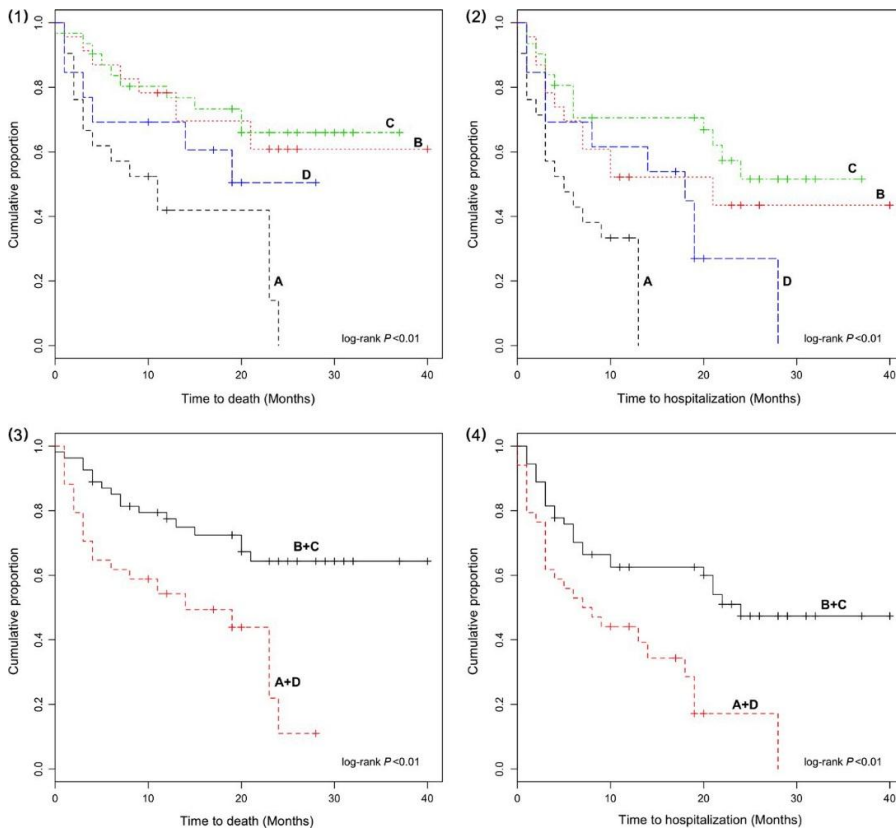 (1)
Cumulative proportion
1.0
0.8
0.6
0.4
0.2
0.0
C
B
D
A
log-rank P<0.01
0 10 20 30 40
Time to death (Months)
(2)
Cumulative proportion
1.0
0.8
0.6
0.4
0.2
0.0
C
B
A
D
log-rank P<0.01
0 10 20 30 40
Time to hospitalization (Months)
(3)
Cumulative proportion
1.0
0.8
0.6
0.4
0.2
0.0
B+C
A+D
log-rank P<0.01
0 10 20 30 40
Time to death (Months)
(4)
Cumulative proportion
1.0
0.8
0.6
0.4
0.2
0.0
B+C
A+D
log-rank P<0.01
0 10 20 30 40
Time to hospitalization (Months)